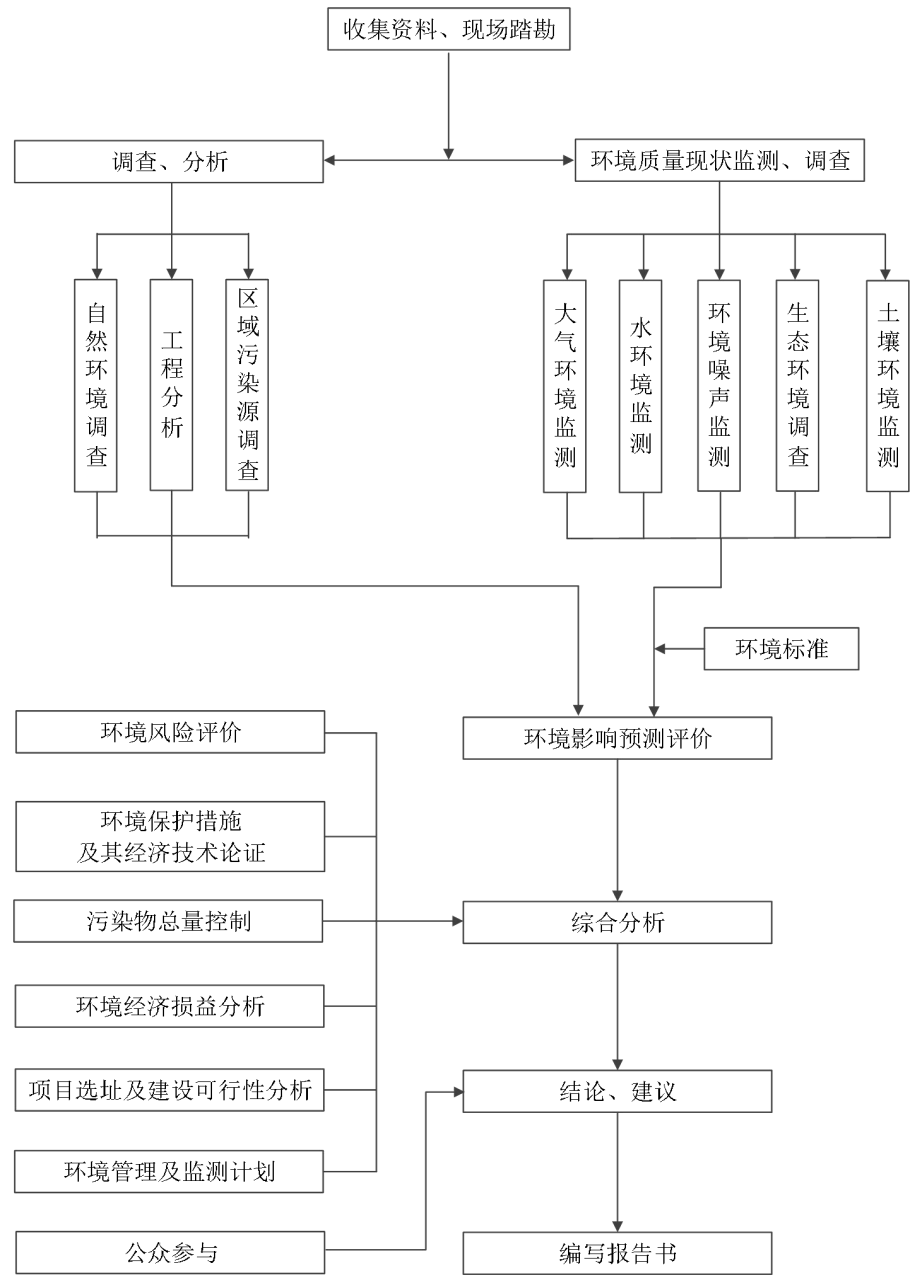 收集资料、现场踏勘
调查、分析
环境质量现状监测、调查
自然环境调查
工程分析
区域污染源调查
大气环境监测
水环境监测
环境噪声监测
生态环境调查
土壤环境监测
环境标准
环境风险评价
环境影响预测评价
环境保护措施
及其经济技术论证
污染物总量控制
综合分析
环境经济损益分析
项目选址及建设可行性分析
结论、建议
环境管理及监测计划
公众参与
编写报告书